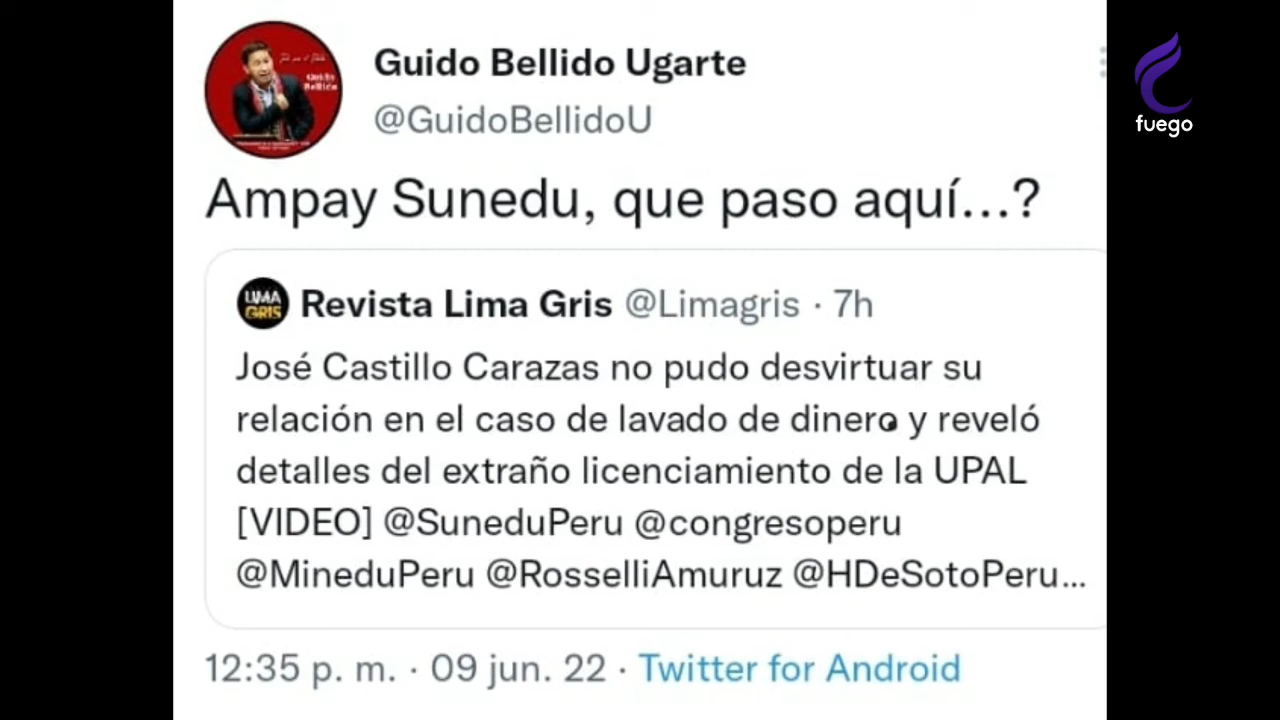 Guido Bellido Ugarte
@GuidoBellidoU
fuego
Ampay Sunedu, que paso aquí...?
LIMA
GRIS
Revista Lima Gris @Limagris · 7h
José Castillo Carazas no pudo desvirtuar su
relación en el caso de lavado de dinero y reveló
detalles del extraño licenciamiento de la UPAL
[VIDEO] @SuneduPeru @congresoperu
@MineduPeru @RosselliAmuruz @HDeSotoPeru...
12:35 p. m. · 09 jun. 22 · Twitter for Android